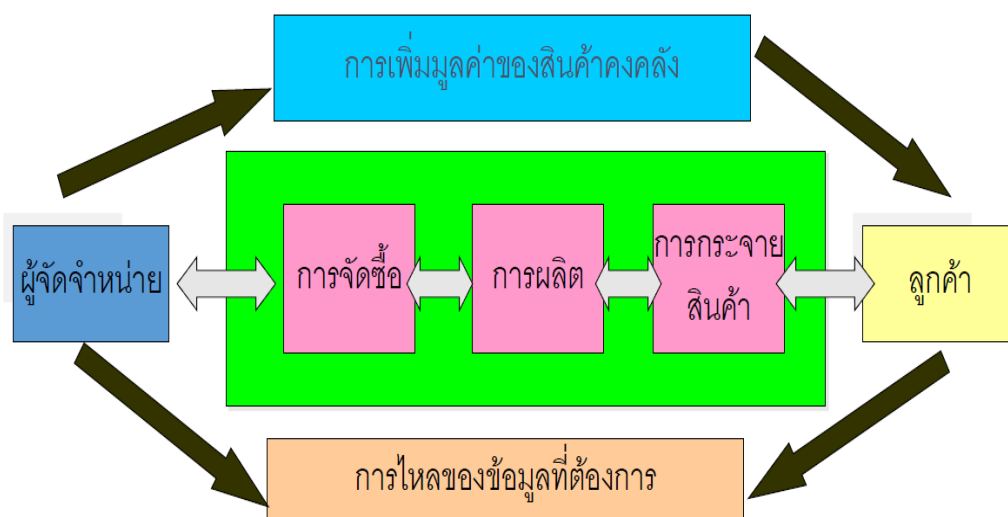 การเพิ่มมูลค่าของสินค้าคงคลัง
ผู้จัดจำหน่าย
การจัดซื้อ
การผลิต
การกระจาย
สินค้า
ลูกค้า
การไหลของข้อมูลที่ต้องการ